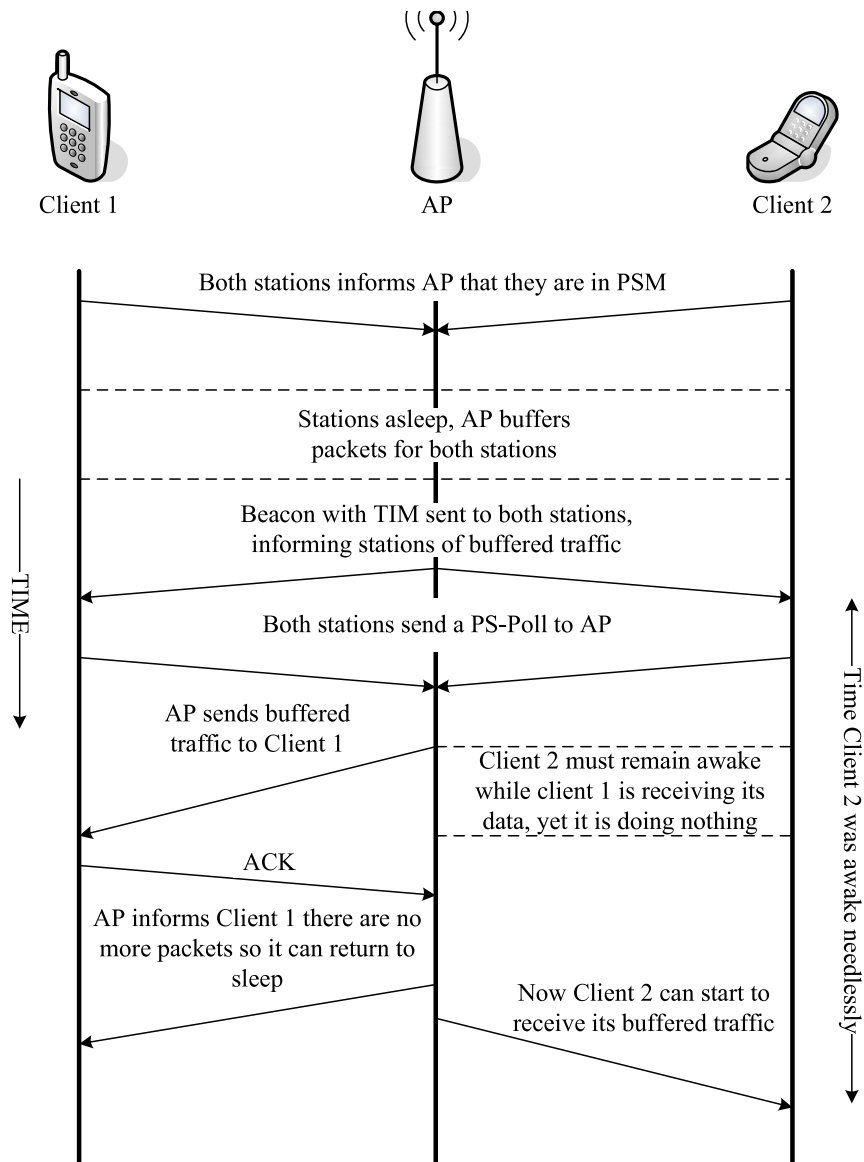 Client 1
AP
Client 2
Both stations informs AP that they are in PSM
Stations asleep, AP buffers
packets for both stations
Beacon with TIM sent to both stations,
informing stations of buffered traffic
TIME
Both stations send a PS-Poll to AP
AP sends buffered
traffic to Client 1
Client 2 must remain awake
while client 1 is receiving its
data, yet it is doing nothing
Time Client 2 was awake needlessly
ACK
AP informs Client 1 there are no
more packets so it can return to
sleep
Now Client 2 can start to
receive its buffered traffic